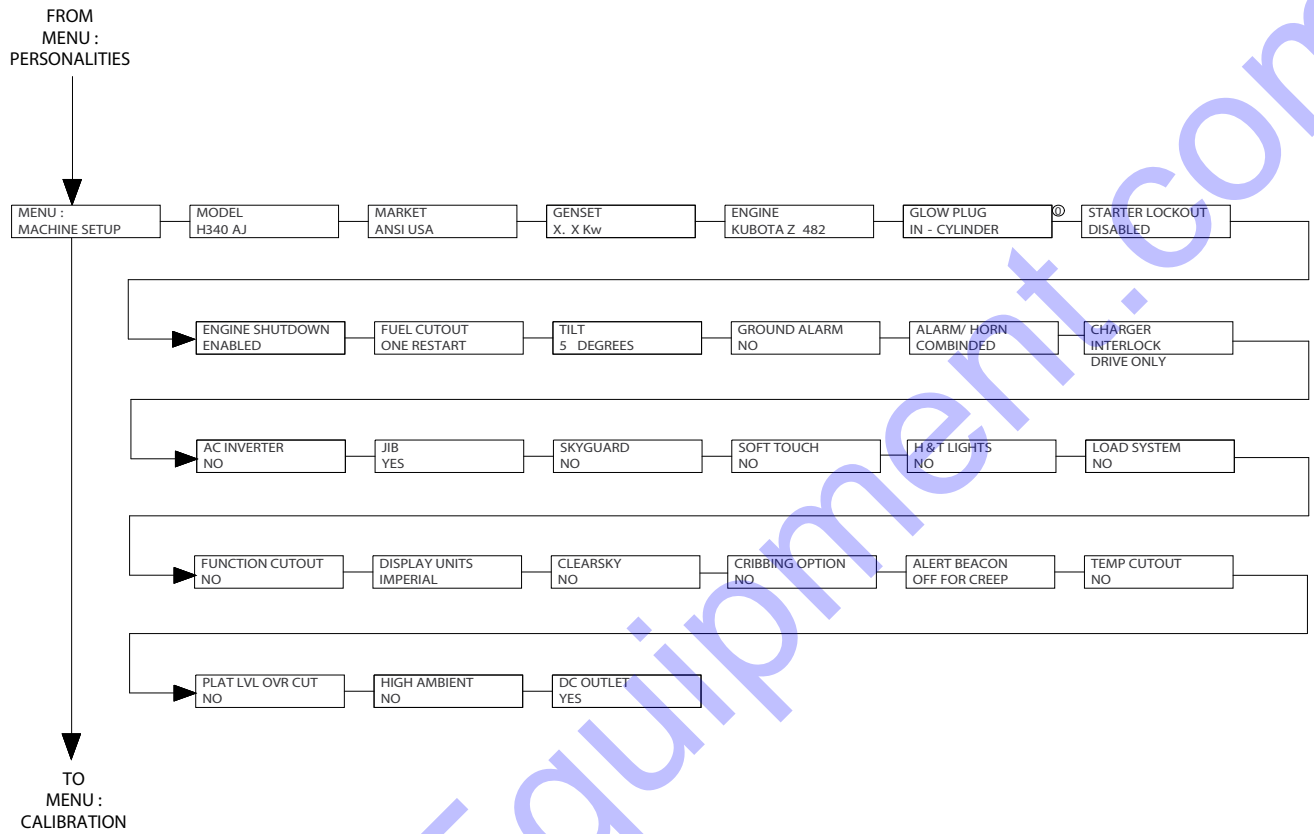 FROM
MENU :
PERSONALITIES
MENU :
MACHINE SETUP
MODEL
H340 AJ
MARKET
ANSI USA
GENSET
X. X Kw
ENGINE
KUBOTA Z 482
GLOW PLUG
IN - CYLINDER
STARTER LOCKOUT
DISABLED
ENGINE SHUTDOWN
ENABLED
FUEL CUTOUT
ONE RESTART
TILT
5 DEGREES
GROUND ALARM
NO
ALARM/ HORN
COMBINDED
CHARGER
INTERLOCK
DRIVE ONLY
AC INVERTER
NO
JIB
YES
SKYGUARD
NO
SOFT TOUCH
NO
H & T LIGHTS
NO
LOAD SYSTEM
NO
FUNCTION CUTOUT
NO
DISPLAY UNITS
IMPERIAL
CLEARSKY
NO
CRIBBING OPTION
NO
ALERT BEACON
OFF FOR CREEP
TEMP CUTOUT
NO
PLAT LVL OVR CUT
NO
HIGH AMBIENT
NO
DC OUTLET
YES
TO
MENU :
CALIBRATION
Equipment.com